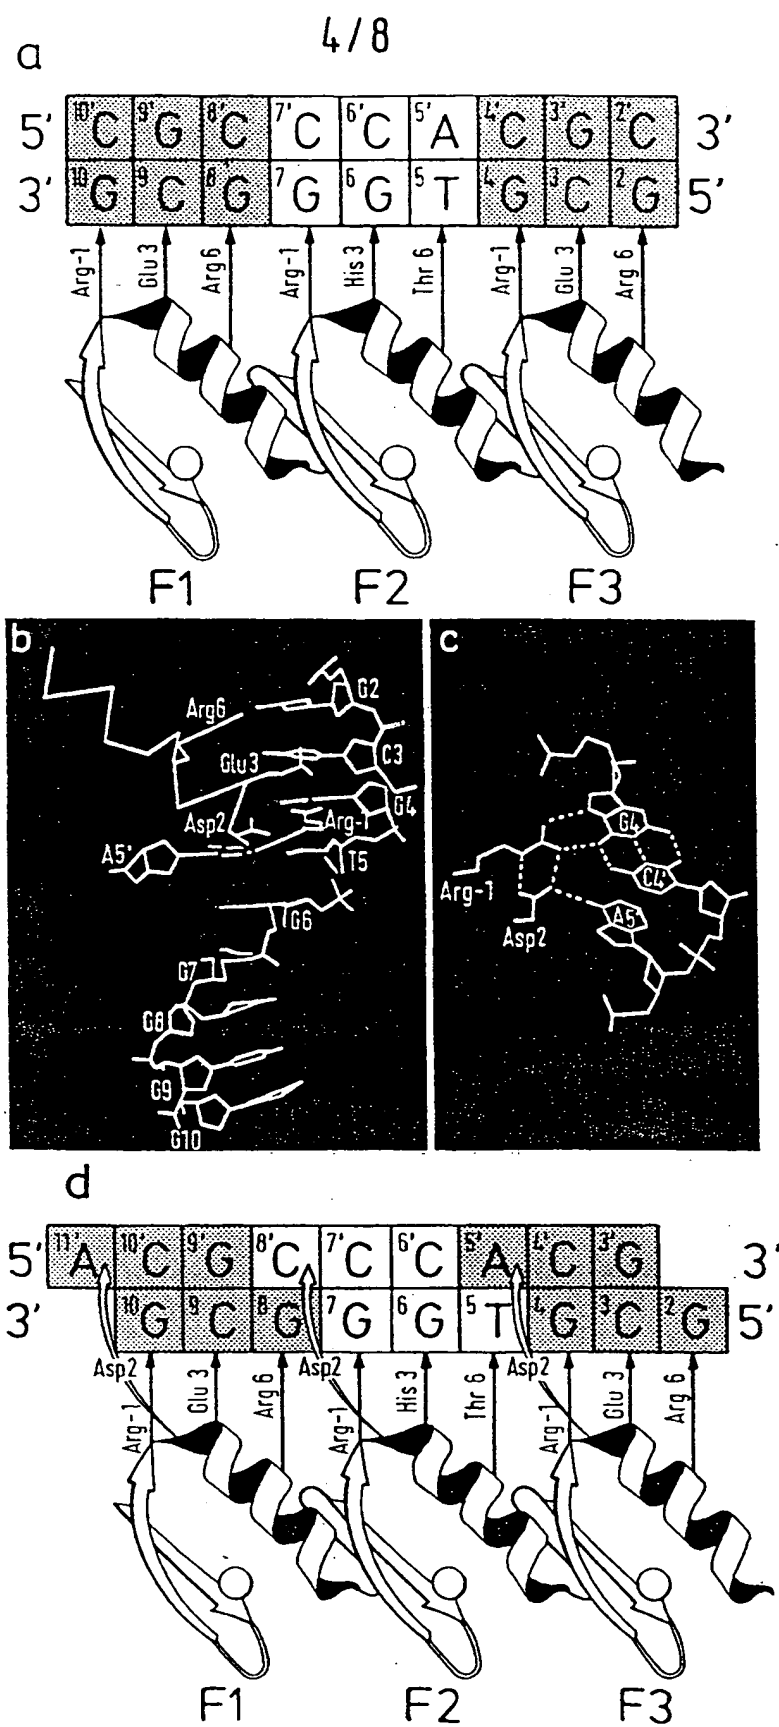 4/8
a
5' 10'C 9'G 8'C 7'C 6'C 5'A 4'C 3'G 2'C 3'
3' 10G 9C 8G 7G 6G 5T 4G 3C 2G 5'
Arg-1 Glu 3 Arg 6 Arg-1 His 3 Thr 6 Arg-1 Glu 3 Arg 6
F1 F2 F3
b
Arg6 G2
Glu3 C3
G4
Asp2 Arg-1
A5' T5
G6
G7
G8
G9
G10
c
G4
C4'
Arg-1
A5'
Asp2
d
5' 11'A 10'C 9'G 8'C 7'C 6'C 5'A 4'C 3'G 3'
3' 10G 9C 8G 7G 6G 5T 4G 3C 2G 5'
Asp2 Asp2 Asp2
Arg-1 Glu 3 Arg 6 Arg-1 His 3 Thr 6 Arg-1 Glu 3 Arg 6
F1 F2 F3